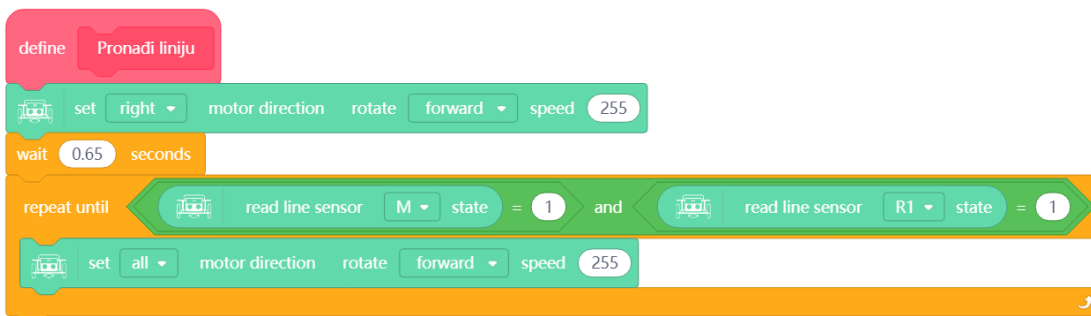 define Pronađi liniju
set right motor direction rotate forward speed 255
wait 0.65 seconds
repeat until read line sensor M state = 1 and read line sensor R1 state = 1
set all motor direction rotate forward speed 255